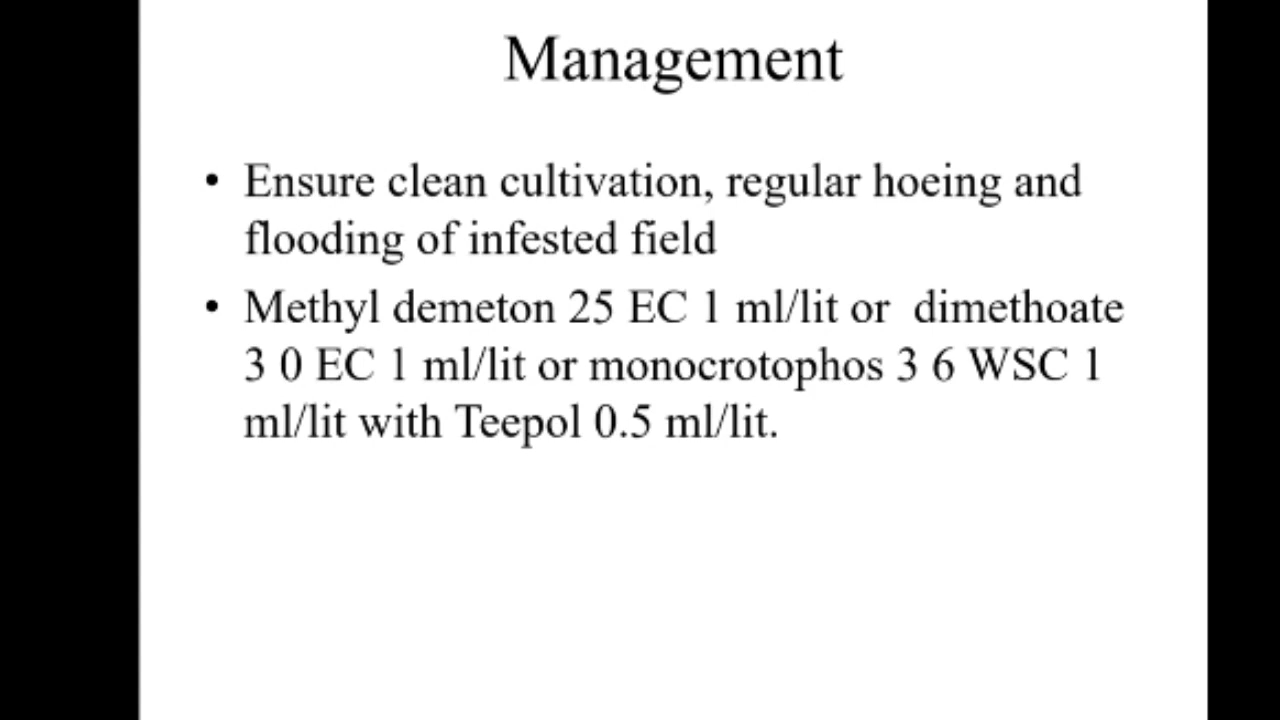 Management
• Ensure clean cultivation, regular hoeing and
flooding of infested field
• Methyl demeton 25 EC 1 ml/lit or  dimethoate
3 0 EC 1 ml/lit or monocrotophos 3 6 WSC 1
ml/lit with Teepol 0.5 ml/lit.